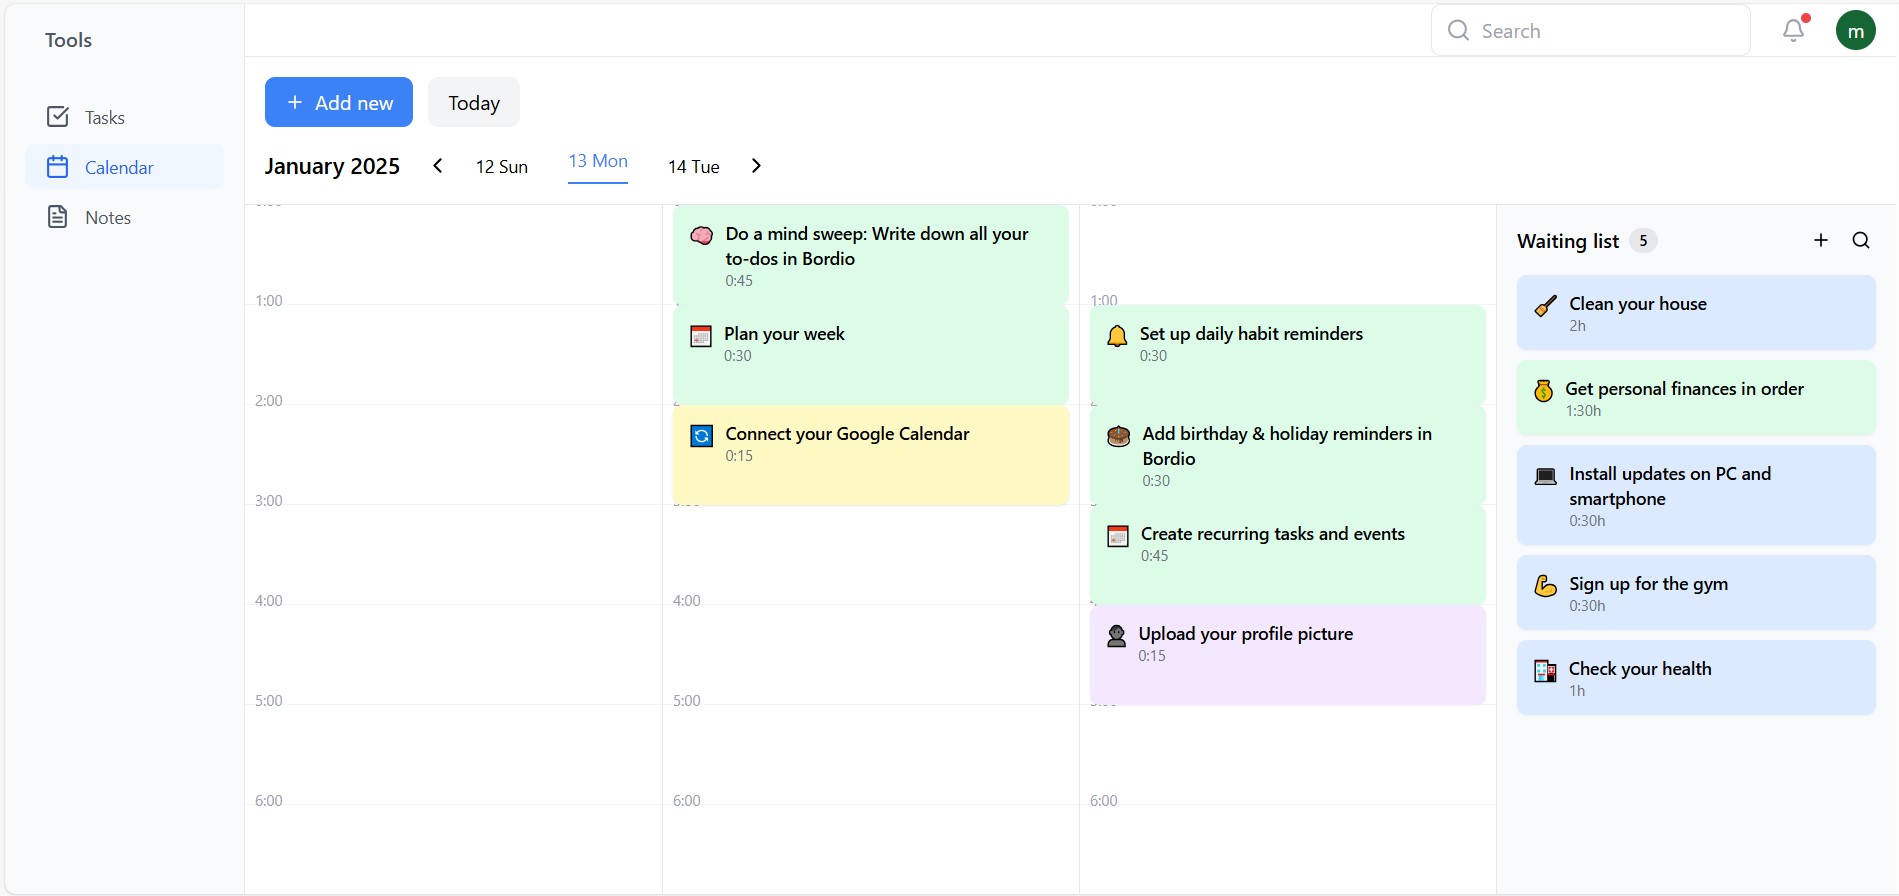 Tools
Tasks
Calendar
Notes
Search
m
+ Add new
Today
January 2025
12 Sun
13 Mon
14 Tue
1:00
2:00
3:00
4:00
5:00
6:00
Do a mind sweep: Write down all your
to-dos in Bordio
0:45
Plan your week
0:30
Connect your Google Calendar
0:15
4:00
5:00
6:00
1:00
Set up daily habit reminders
0:30
Add birthday & holiday reminders in
Bordio
0:30
Create recurring tasks and events
0:45
Upload your profile picture
0:15
6:00
Waiting list 5
Clean your house
2h
Get personal finances in order
1:30h
Install updates on PC and
smartphone
0:30h
Sign up for the gym
0:30h
Check your health
1h